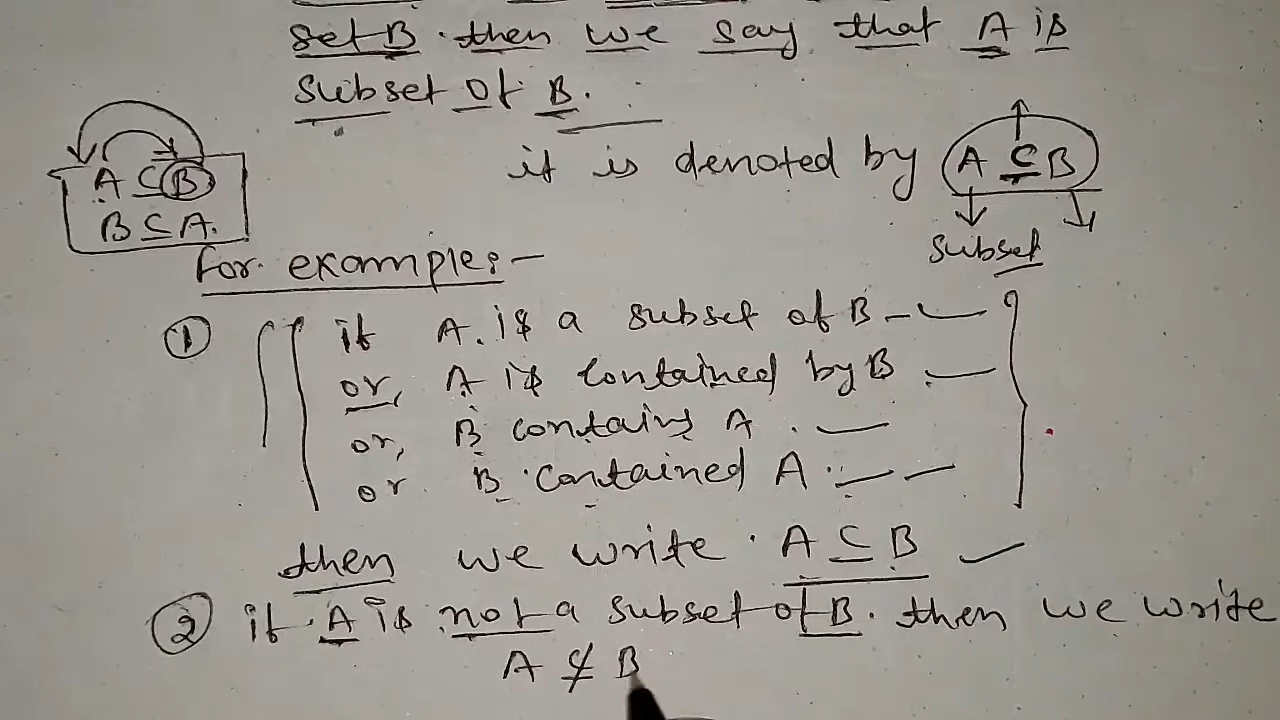 set B. then we say that A is
subset of B.
it is denoted by A ⊆ B
subset
A ⊆ B
B ⊆ A.
for example:-
① if A. is a subset of B -
or, A is contained by B
or, B contains A.
or B contained A.
then we write. A ⊆ B
② if A is not a subset of B. then we write
A ⊈ B